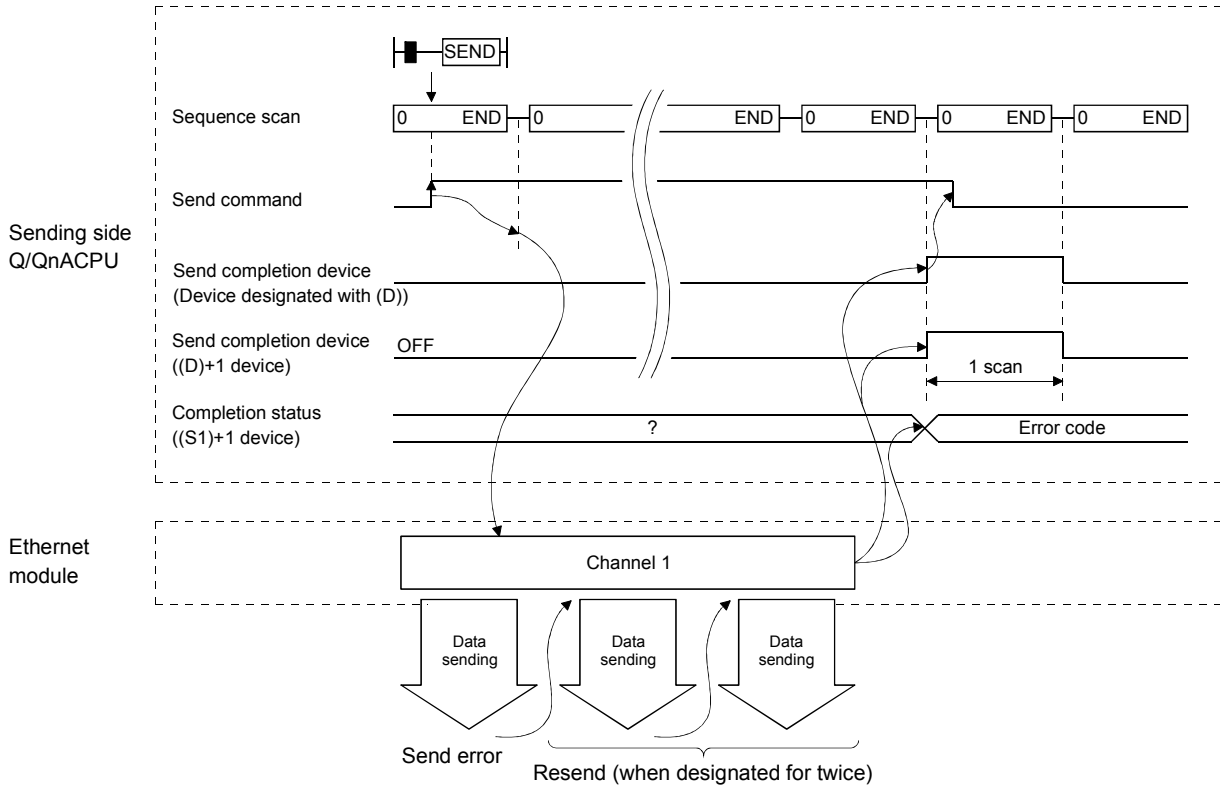 SEND
Sequence scan
0 END 0 END 0 END 0 END 0 END
Send command
Sending side
Q/QnACPU
Send completion device
(Device designated with (D))
Send completion device
((D)+1 device)
OFF
1 scan
Completion status
((S1)+1 device)
?
Error code
Ethernet
module
Channel 1
Data
sending
Data
sending
Data
sending
Send error
Resend (when designated for twice)